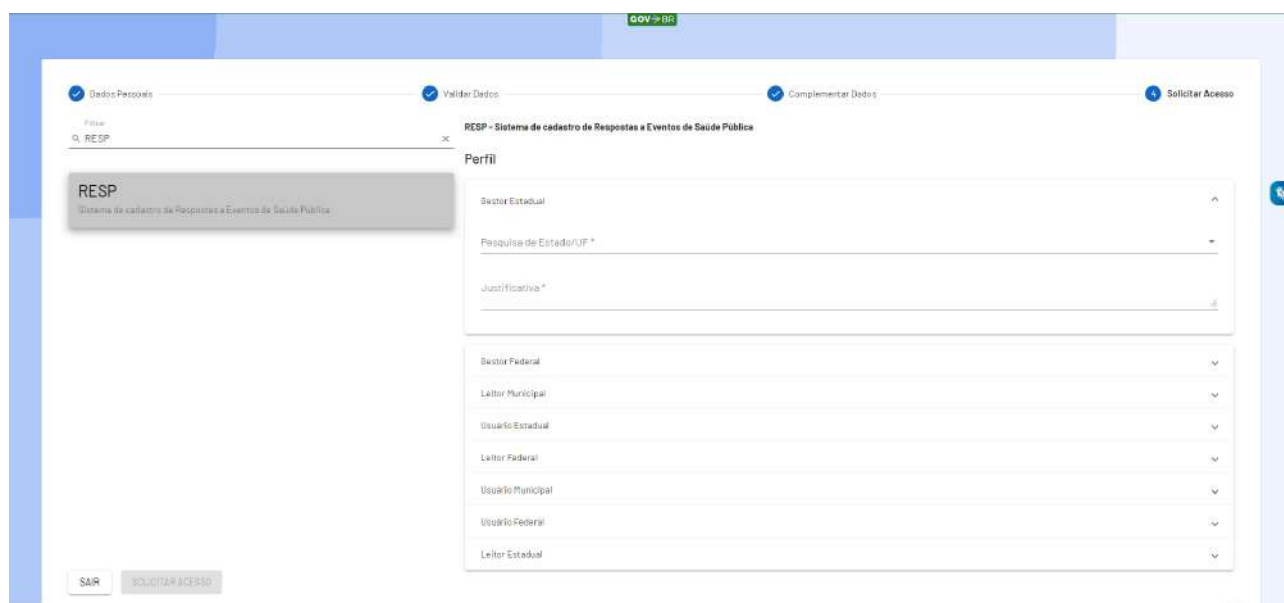 GOV→BR
Dados Pessoais
Validar Dados
Complementar Dados
4 Solicitar Acesso
Filtrar
RESP
RESP
Sistema de cadastro de Respostas a Eventos de Saúde Pública
RESP - Sistema de cadastro de Respostas a Eventos de Saúde Pública
Perfil
Gestor Estadual
Pesquisa de Estado/UF *
Justificativa *
Gestor Federal
Leitor Municipal
Usuário Estadual
Leitor Federal
Usuário Municipal
Usuário Federal
Leitor Estadual
SAIR
SOLICITAR ACESSO